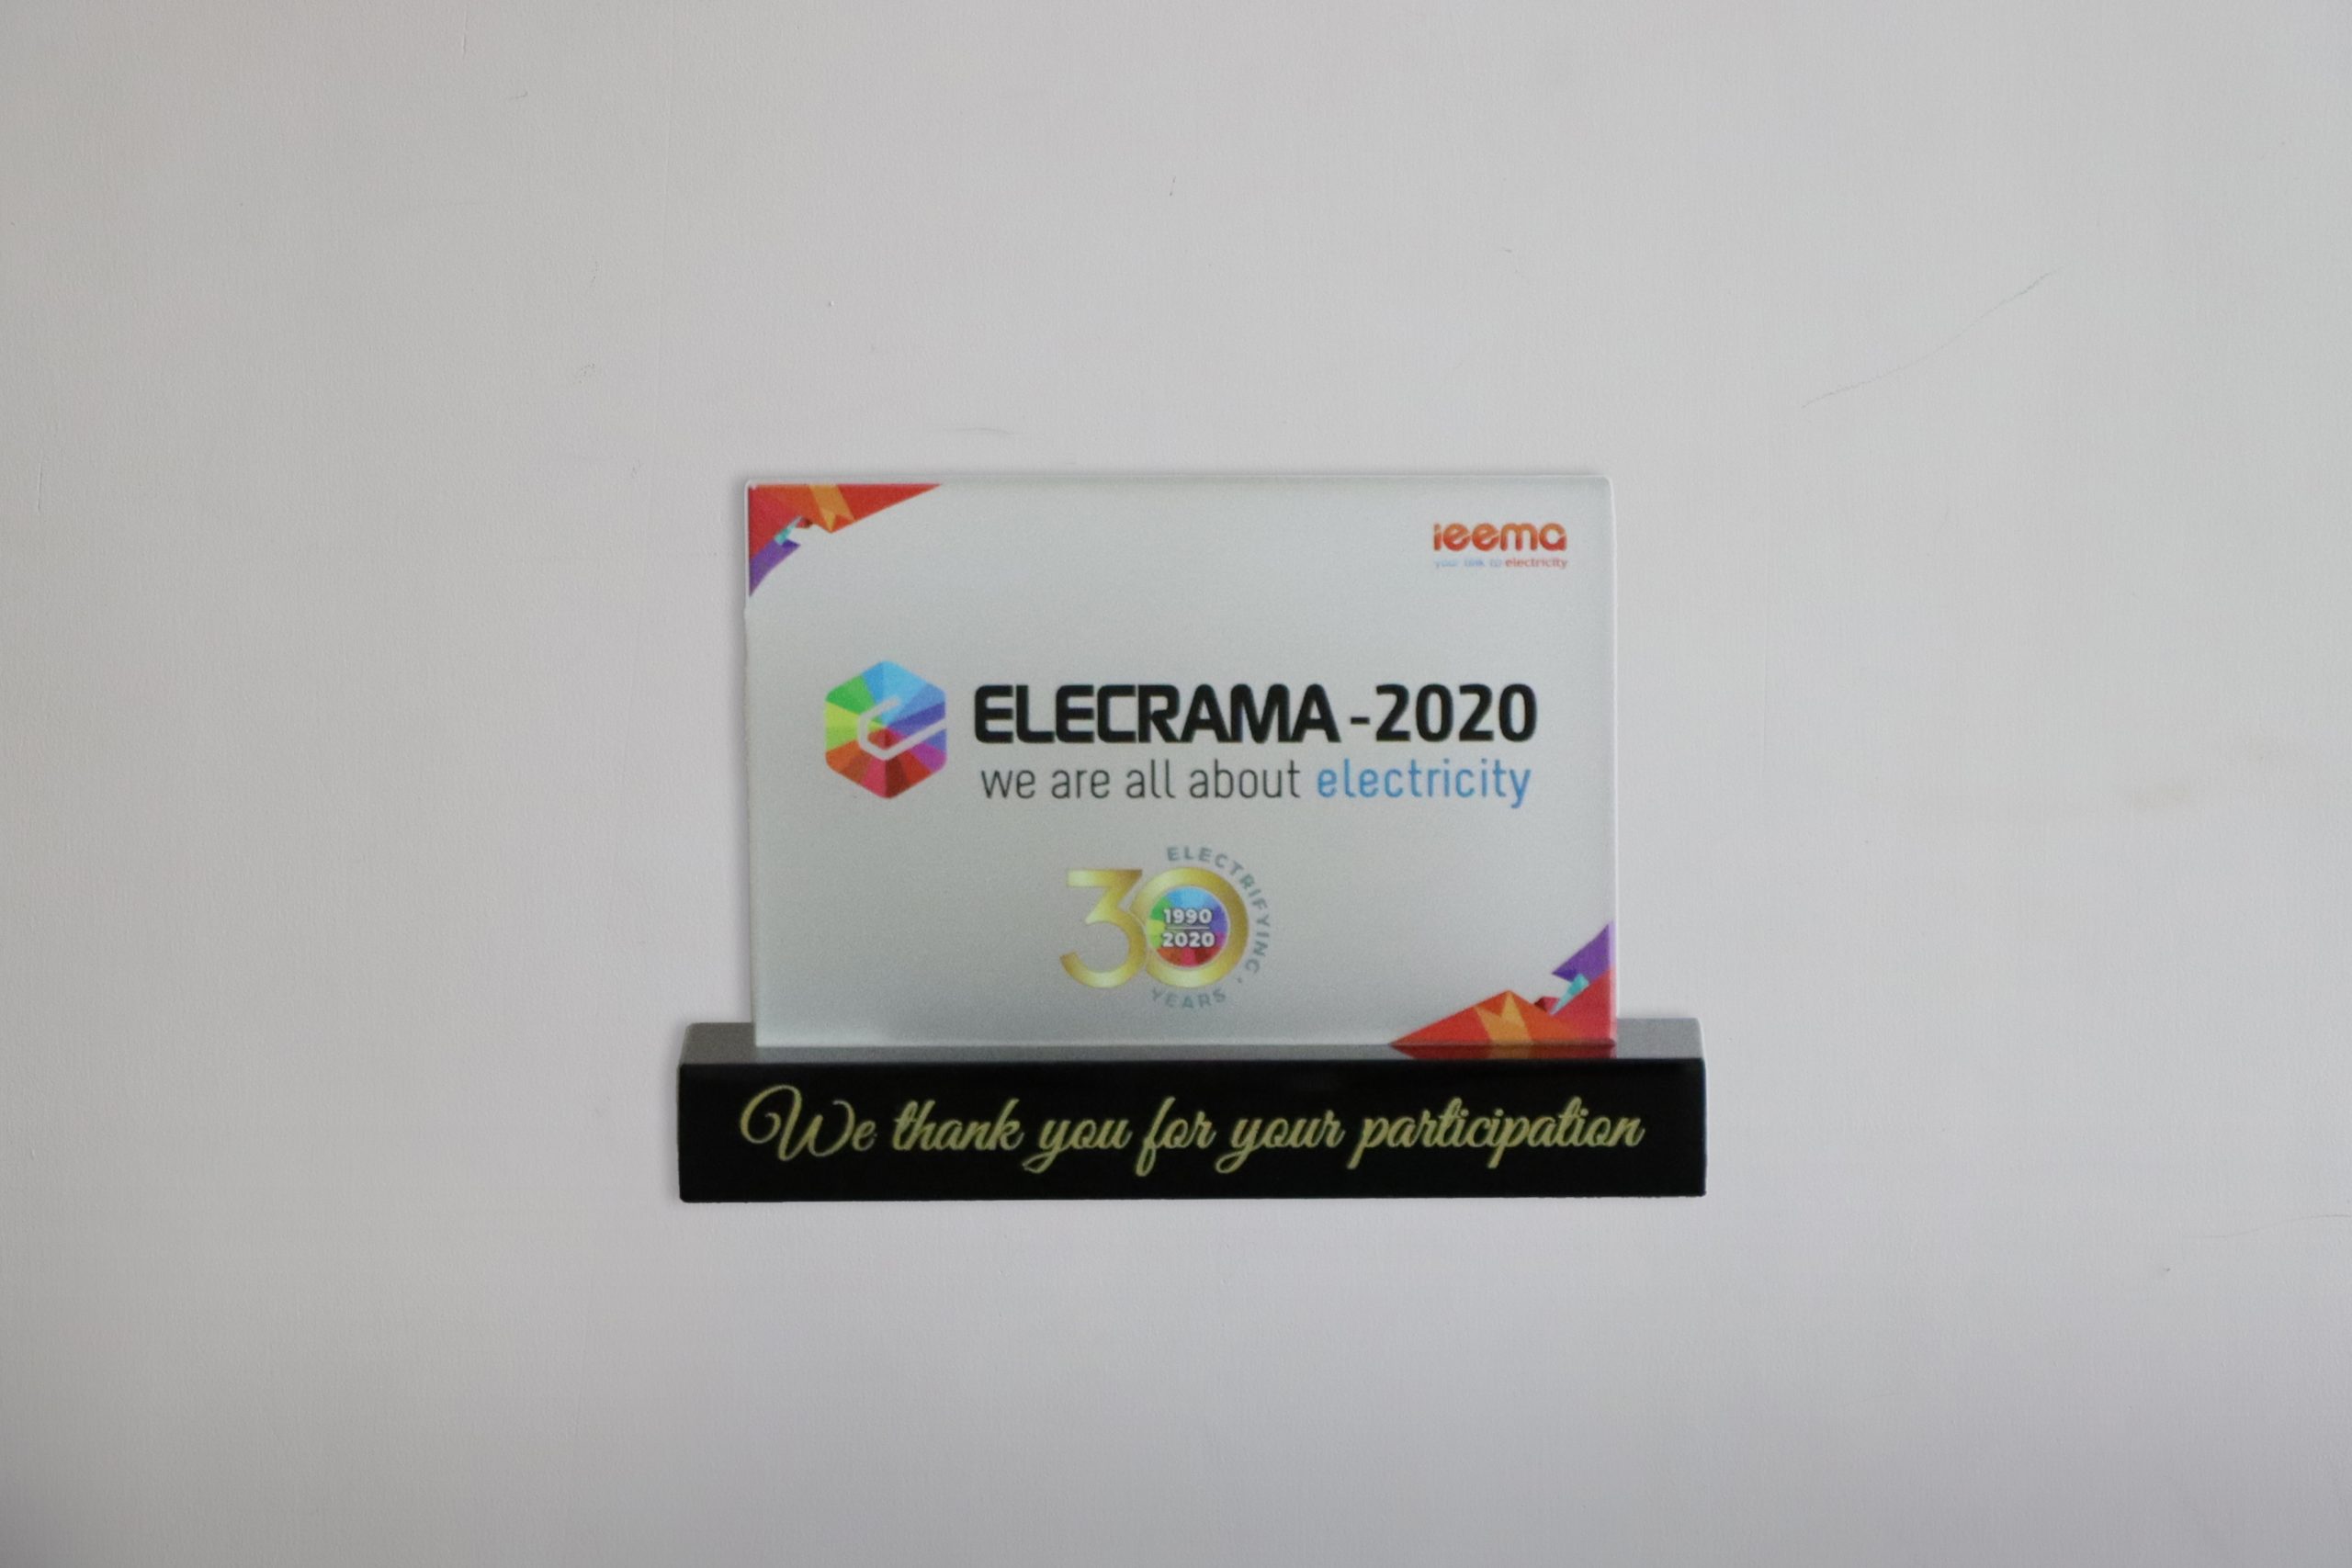 ieema
your link to electricity
ELECRAMA-2020
we are all about electricity
30
1990
2020
ELECTRIFYING
YEARS
We thank you for your participation